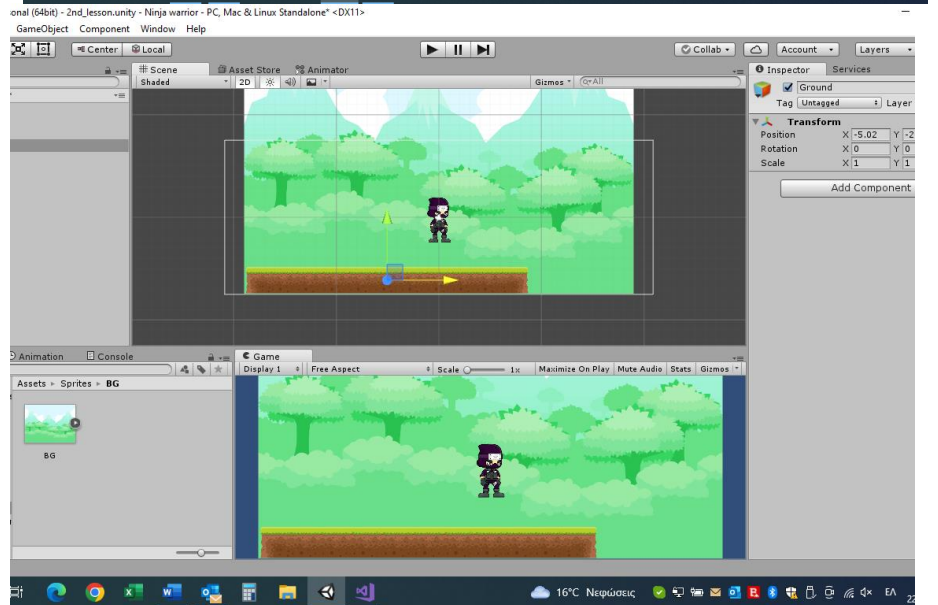 onal (64bit) - 2nd_lesson.unity - Ninja warrior - PC, Mac & Linux Standalone* <DX11>
GameObject Component Window Help
Center Local Collab Account Layers
Scene Asset Store Animator Inspector Services
Shaded 2D Gizmos All
Ground
Tag Untagged Layer
Transform
Position X -5.02 Y -2
Rotation X 0 Y 0
Scale X 1 Y 1
Add Component
Animation Console Game
Display 1 Free Aspect Scale 1x Maximize On Play Mute Audio Stats Gizmos
Assets Sprites BG
BG
16°C Νεφώσεις ΕΛ 22